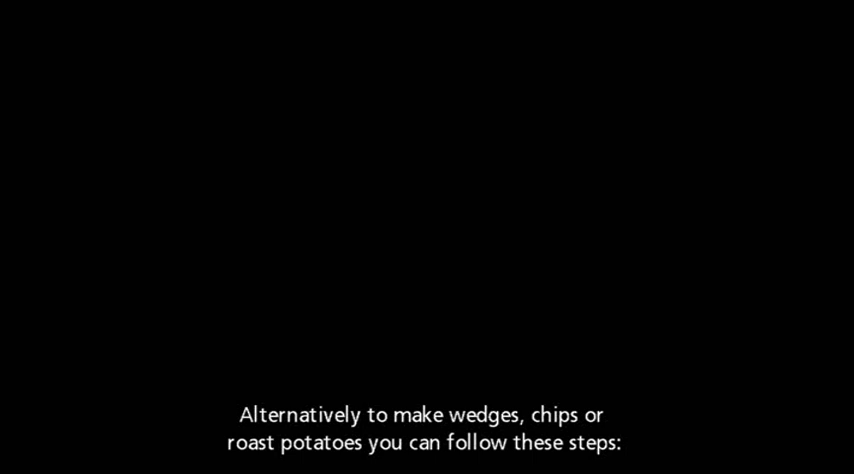 Alternatively to make wedges, chips or
roast potatoes you can follow these steps: